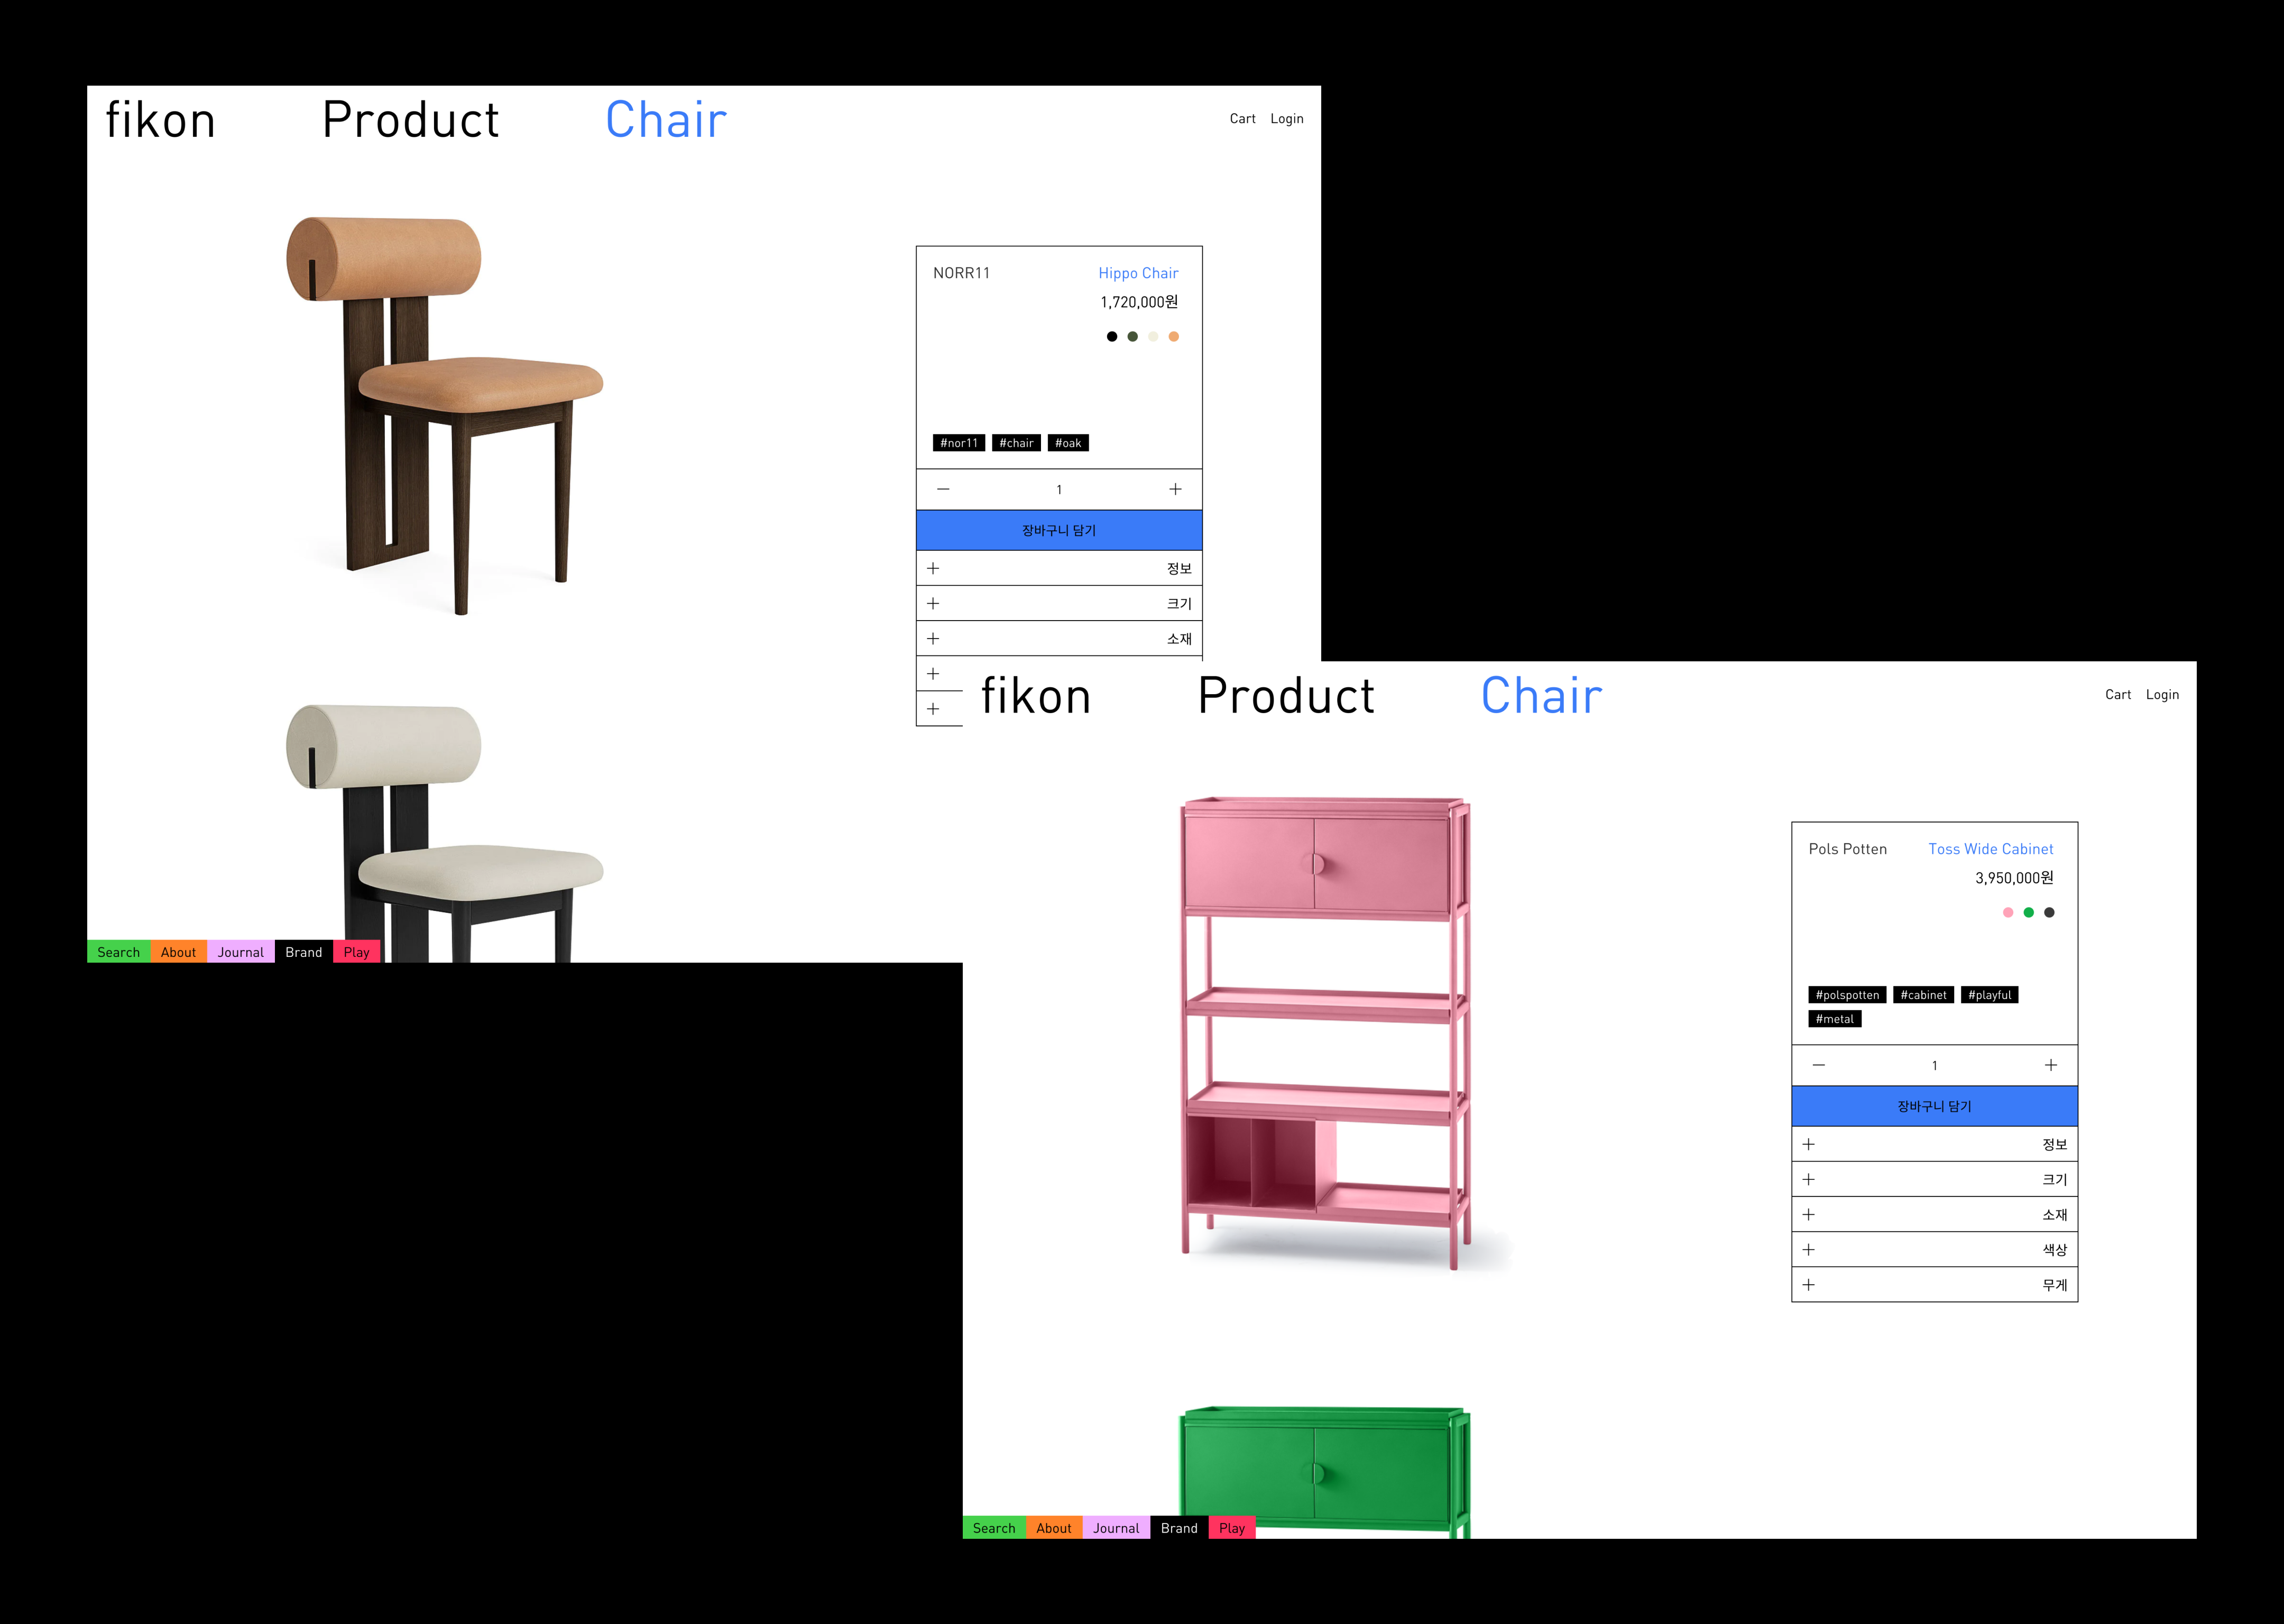 fikon Product Chair Cart Login
NORR11 Hippo Chair
1,720,000원
#nor11 #chair #oak
— 1 +
장바구니 담기
+ 정보
+ 크기
+ 소재
+
+
Search About Journal Brand Play
fikon Product Chair Cart Login
Pols Potten Toss Wide Cabinet
3,950,000원
#polspotten #cabinet #playful
#metal
— 1 +
장바구니 담기
+ 정보
+ 크기
+ 소재
+ 색상
+ 무게
Search About Journal Brand Play